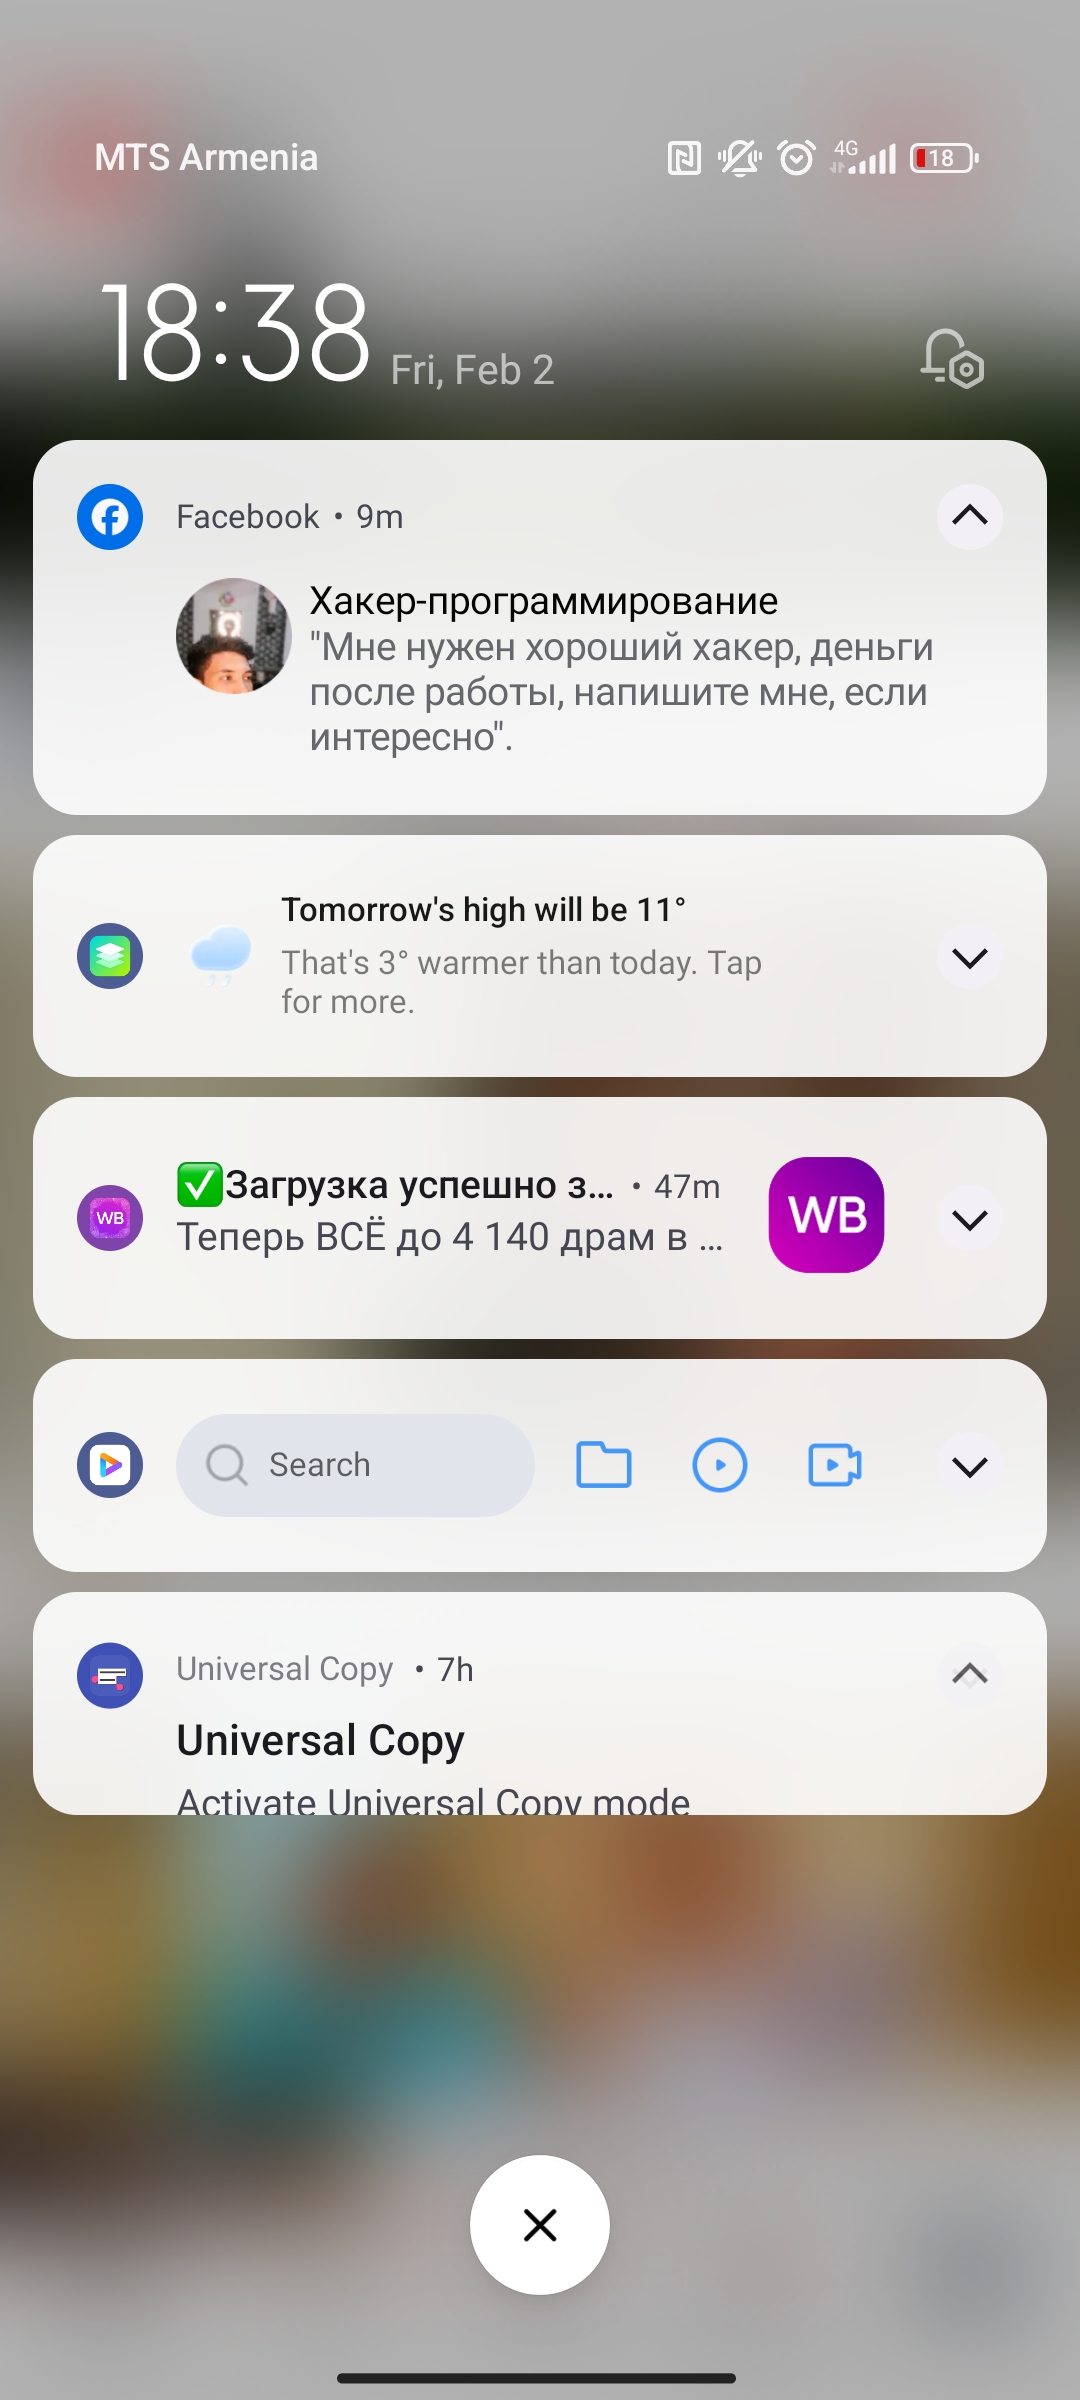 MTS Armenia
4G
18
18:38 Fri, Feb 2
Facebook • 9m
Хакер-программирование
"Мне нужен хороший хакер, деньги
после работы, напишите мне, если
интересно".
Tomorrow's high will be 11°
That's 3° warmer than today. Tap
for more.
WB
✅Загрузка успешно з... • 47m
Теперь ВСЁ до 4 140 драм в ...
WB
Search
Universal Copy • 7h
Universal Copy
Activate Universal Copy mode